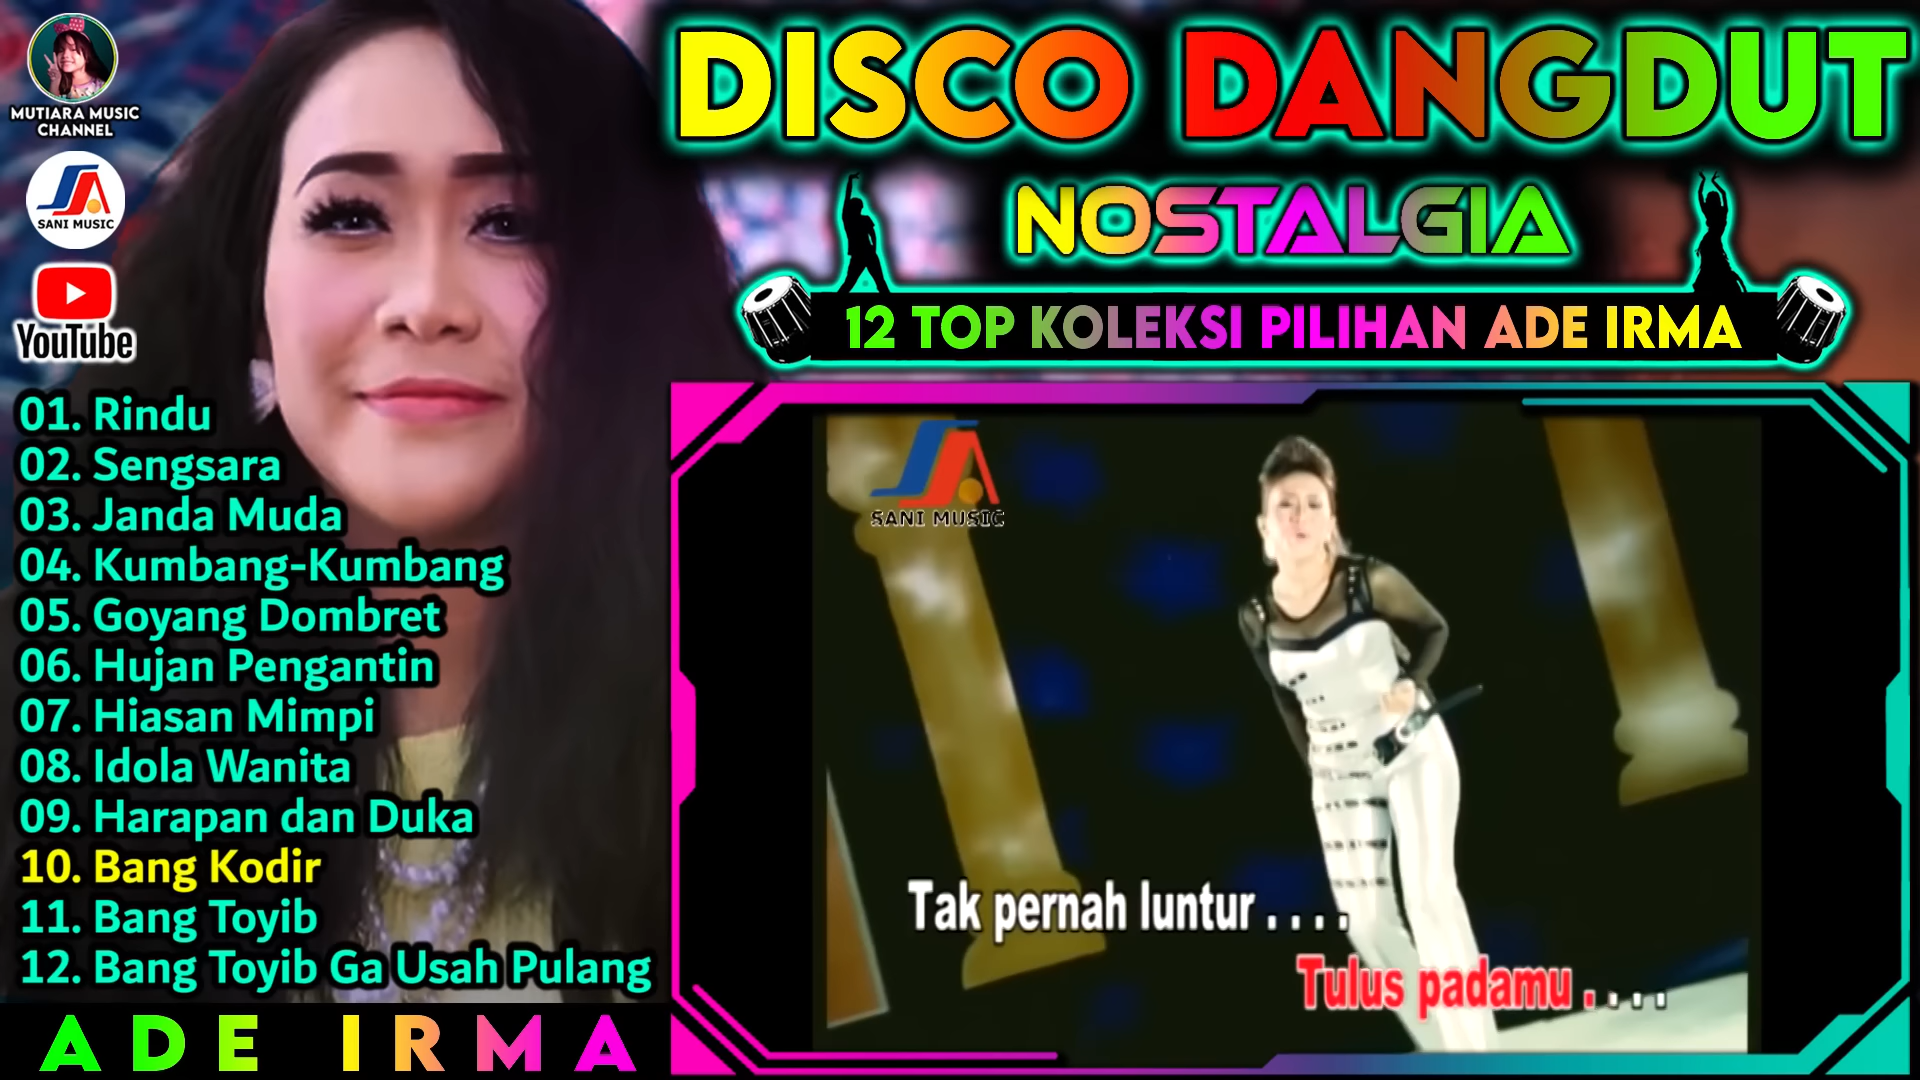 MUTIARA MUSIC
CHANNEL
SANI MUSIC
YouTube
DISCO DANGDUT
NOSTALGIA
12 TOP KOLEKSI PILIHAN ADE IRMA
01. Rindu
02. Sengsara
03. Janda Muda
04. Kumbang-Kumbang
05. Goyang Dombret
06. Hujan Pengantin
07. Hiasan Mimpi
08. Idola Wanita
09. Harapan dan Duka
10. Bang Kodir
11. Bang Toyib
12. Bang Toyib Ga Usah Pulang
ADE IRMA
SANI MUSIC
Tak pernah luntur . . . .
Tulus padamu . . . .